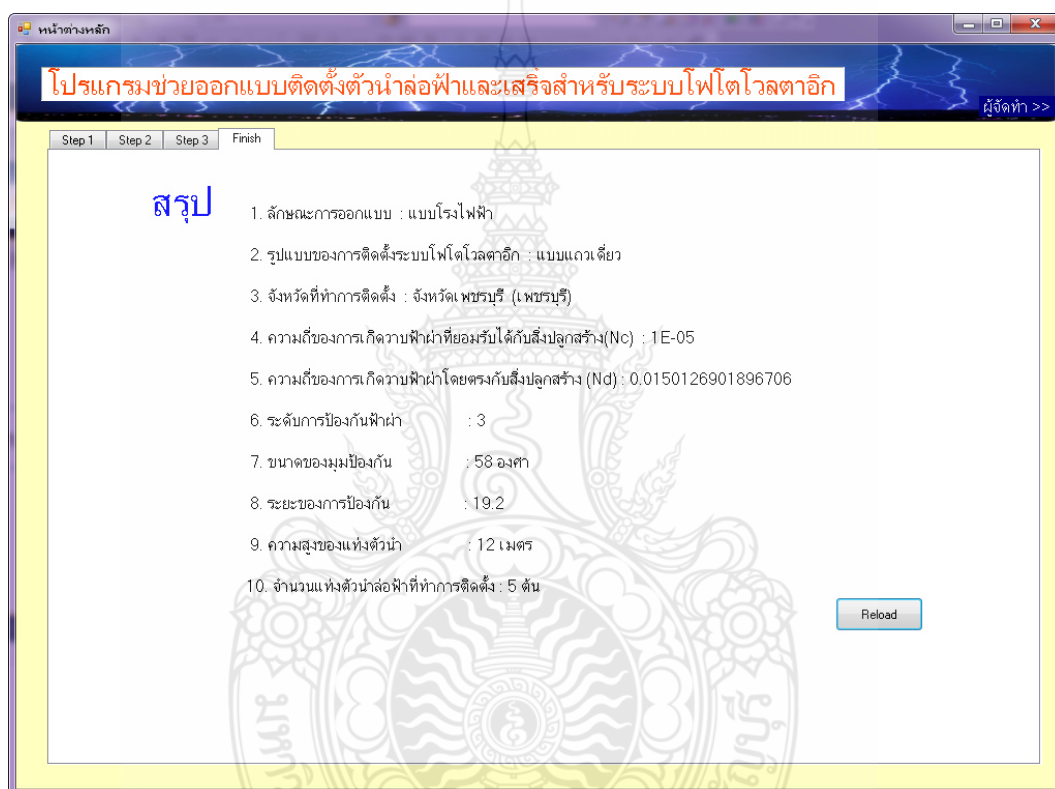 หน้าต่างหลัก
โปรแกรมช่วยออกแบบติดตั้งตัวนำล่อฟ้าและเสริ์จสำหรับระบบโฟโตโวลตาอิก
ผู้จัดทำ >>
Step 1 Step 2 Step 3 Finish
สรุป
1. ลักษณะการออกแบบ : แบบโรงไฟฟ้า
2. รูปแบบของการติดตั้งระบบโฟโตโวลตาอิก : แบบแถวเดี่ยว
3. จังหวัดที่ทำการติดตั้ง : จังหวัดเพชรบุรี (เพชรบุรี)
4. ความถี่ของการเกิดวาบฟ้าผ่าที่ยอมรับได้กับสิ่งปลูกสร้าง(Nc) : 1E-05
5. ความถี่ของการเกิดวาบฟ้าผ่าโดยตรงกับสิ่งปลูกสร้าง (Nd) : 0.0150126901896706
6. ระดับการป้องกันฟ้าผ่า : 3
7. ขนาดของมุมป้องกัน : 58 องศา
8. ระยะของการป้องกัน : 19.2
9. ความสูงของแท่งตัวนำ : 12 เมตร
10. จำนวนแท่งตัวนำล่อฟ้าที่ทำการติดตั้ง : 5 ต้น
Reload